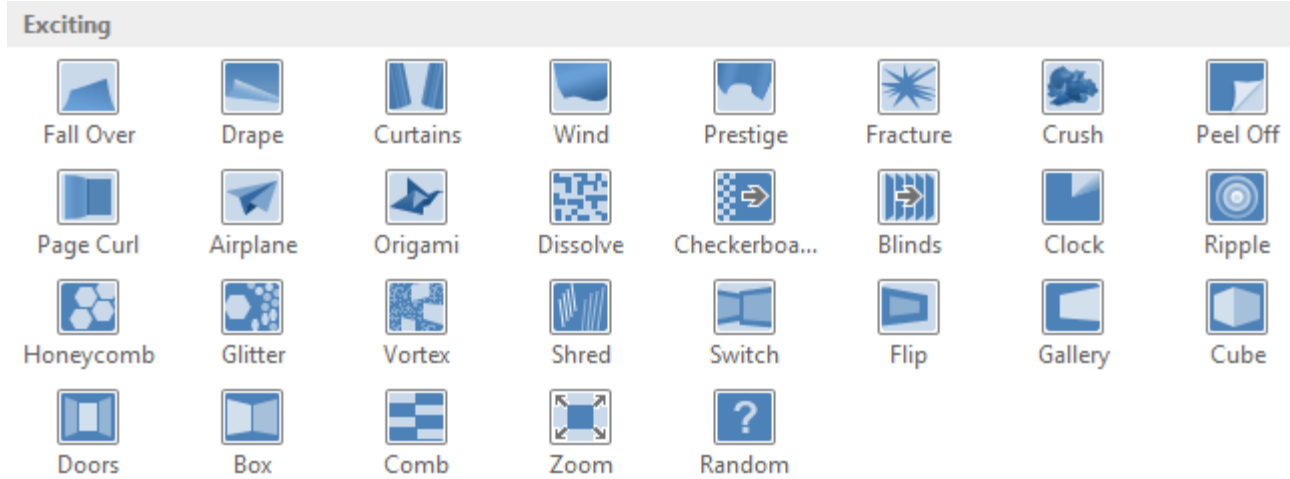 Exciting
Fall Over Drape Curtains Wind Prestige Fracture Crush Peel Off
Page Curl Airplane Origami Dissolve Checkerboa... Blinds Clock Ripple
Honeycomb Glitter Vortex Shred Switch Flip Gallery Cube
?
Doors Box Comb Zoom Random